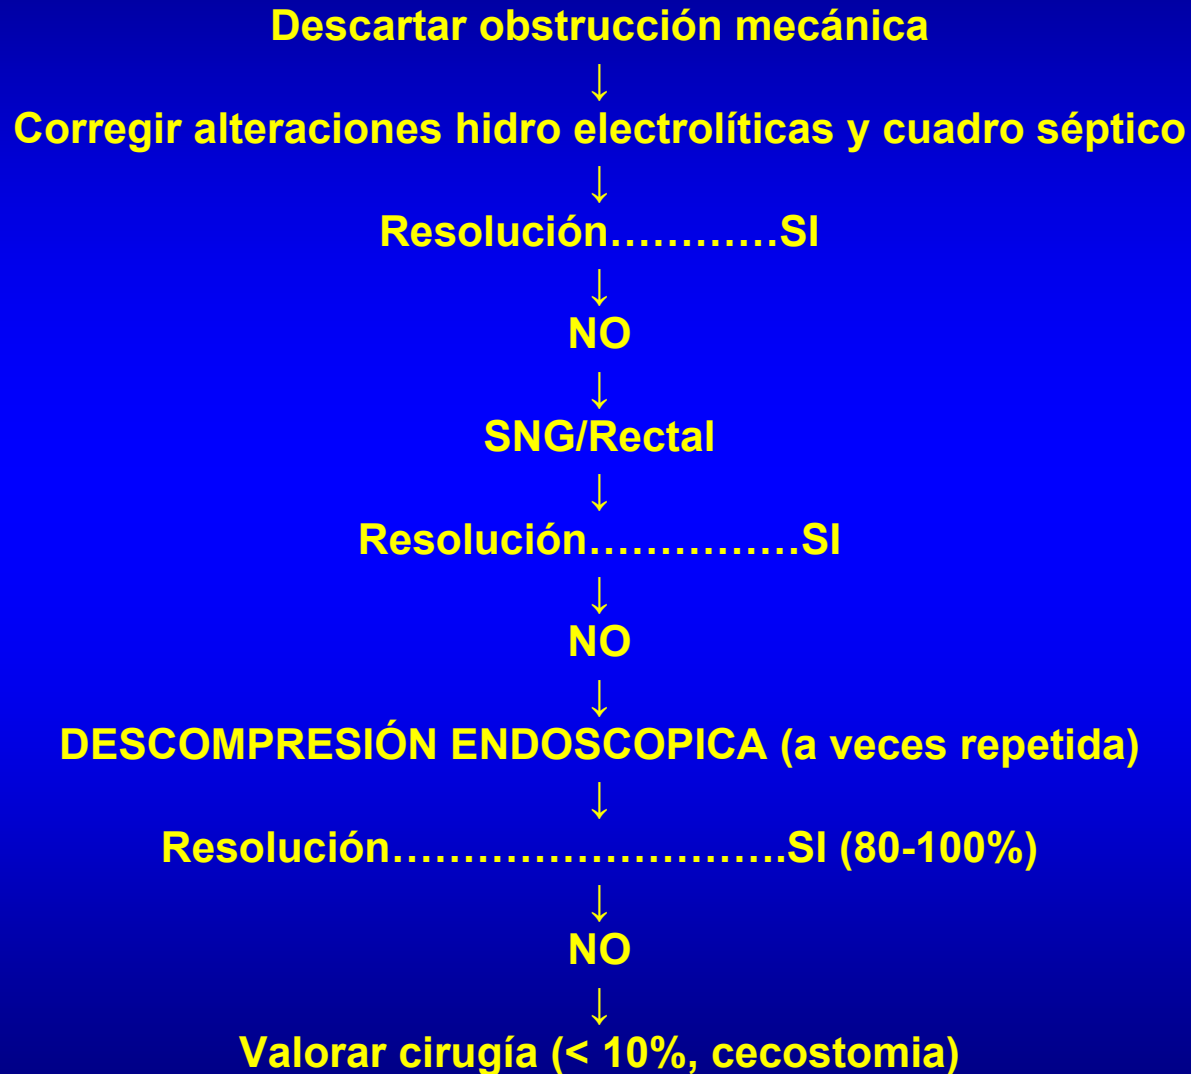 Descartar obstrucción mecánica
↓
Corregir alteraciones hidro electrolíticas y cuadro séptico
↓
Resolución…………SI
↓
NO
↓
SNG/Rectal
↓
Resolución……………SI
↓
NO
↓
DESCOMPRESIÓN ENDOSCOPICA (a veces repetida)
↓
Resolución……………………….SI (80-100%)
↓
NO
↓
Valorar cirugía (< 10%, cecostomia)